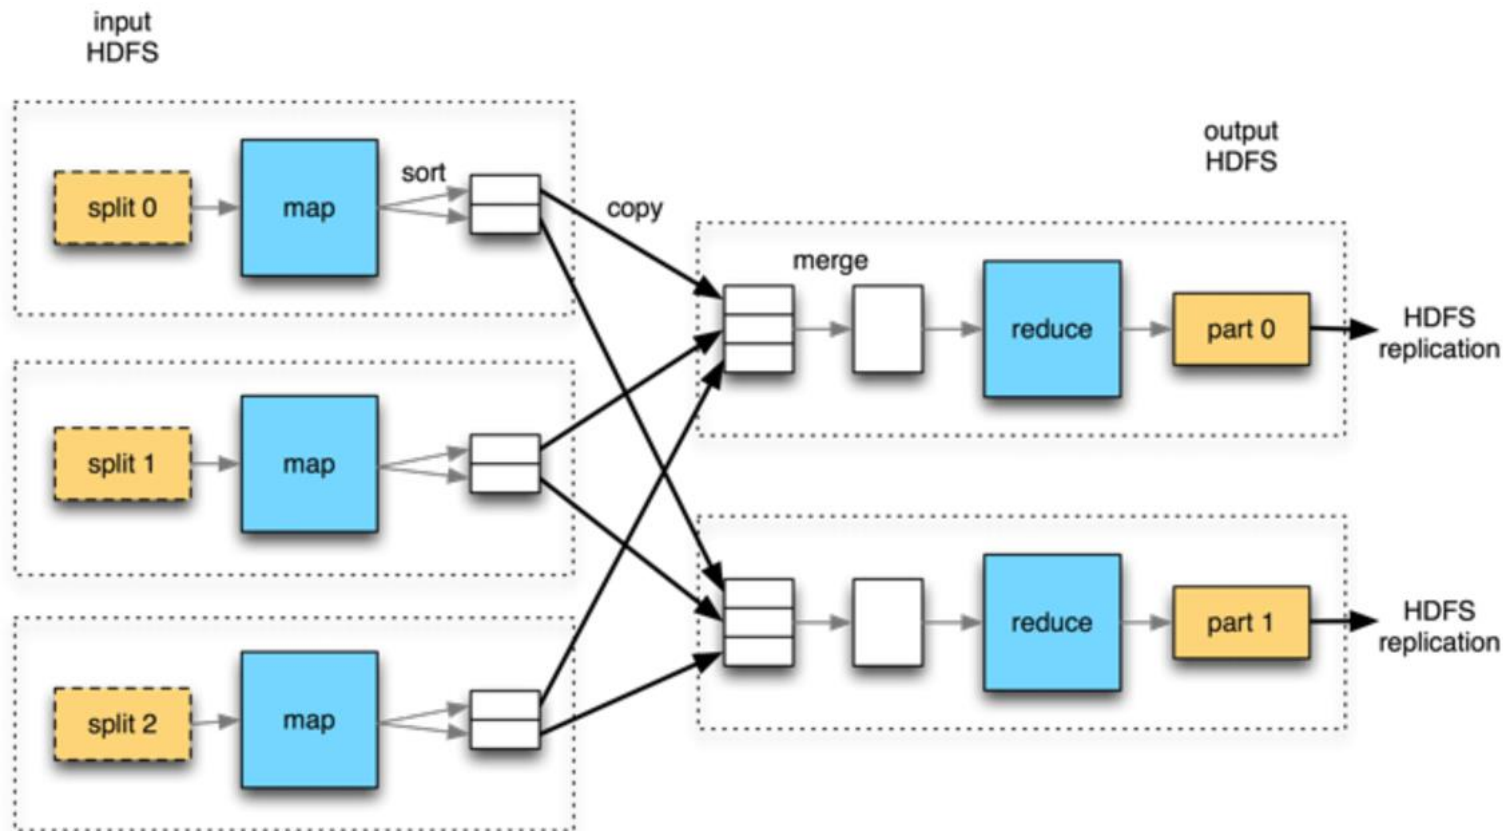 input
HDFS
split 0
map
sort
copy
split 1
map
split 2
map
output
HDFS
merge
reduce
part 0
HDFS
replication
reduce
part 1
HDFS
replication